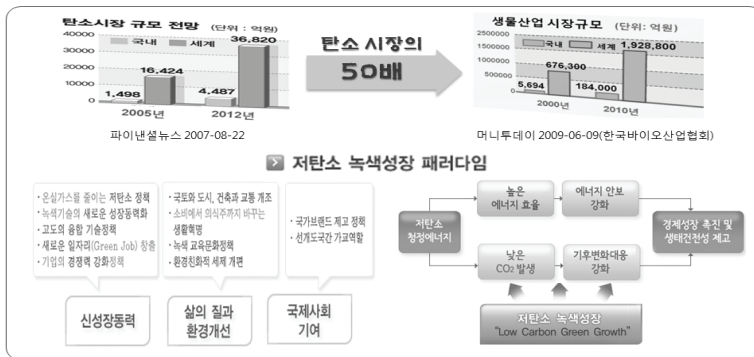 탄소시장 규모 전망 (단위 : 억원)
40000
30000
20000
10000
0
국내 세계
1,498
16,424
4,487
36,820
2005년 2012년
파이낸셜뉴스 2007-08-22
탄소 시장의
50배
생물산업 시장규모 (단위: 억원)
2500000
1500000
1000000
500000
0
국내 세계
5,694
676,300
184,000
1,928,800
2000년 2010년
머니투데이 2009-06-09(한국바이오산업협회)
저탄소 녹색성장 패러다임
· 온실가스를 줄이는 저탄소 정책
· 녹색기술의 새로운 성장동력화
· 고도의 융합 기술정책
· 새로운 일자리(Green Job) 창출
· 기업의 경쟁력 강화정책
신성장동력
· 국토와 도시, 건축과 교통 개조
· 소비에서 의식주까지 바꾸는
생활혁명
· 녹색 교육문화정책
· 환경친화적 세제 개편
삶의 질과
환경개선
· 국가브랜드 제고 정책
· 선개도국간 가교역할
국제사회
기여
저탄소
청정에너지
높은
에너지 효율
에너지 안보
강화
낮은
CO2 발생
기후변화대응
강화
경제성장 촉진 및
생태건전성 제고
저탄소 녹색성장
"Low Carbon Green Growth"